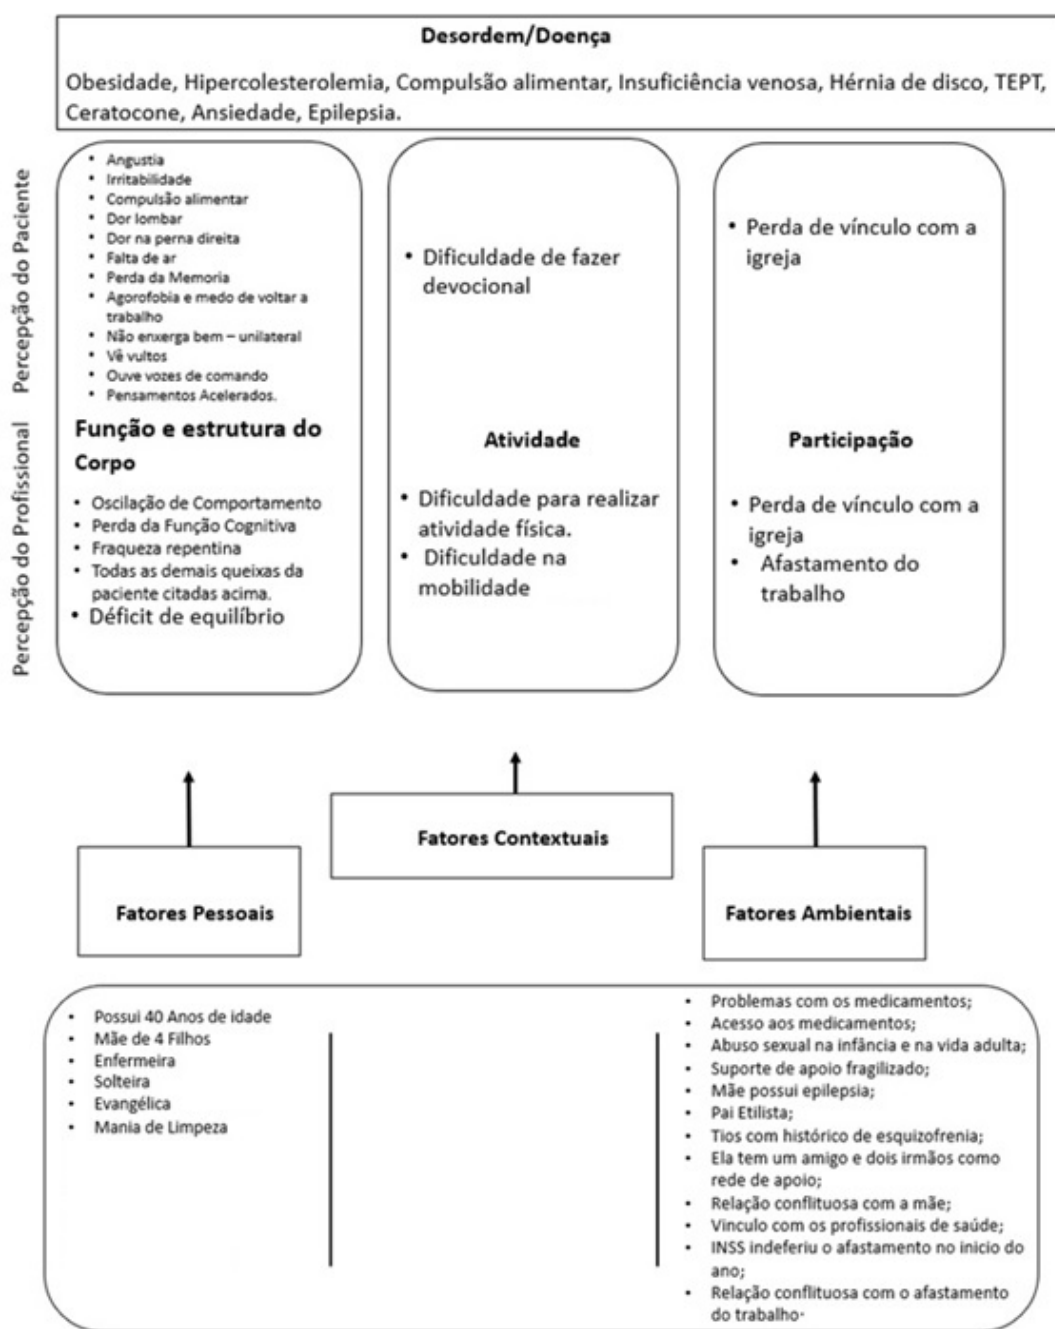 Desordem/Doença
Obesidade, Hipercolesterolemia, Compulsão alimentar, Insuficiência venosa, Hérnia de disco, TEPT,
Ceratocone, Ansiedade, Epilepsia.
Percepção do Paciente
• Angustia
• Irritabilidade
• Compulsão alimentar
• Dor lombar
• Dor na perna direita
• Falta de ar
• Perda da Memoria
• Agorofobia e medo de voltar a
trabalho
• Não enxerga bem – unilateral
• Vê vultos
• Ouve vozes de comando
• Pensamentos Acelerados.
• Dificuldade de fazer
devocional
• Perda de vínculo com a
igreja
Percepção do Profissional
Função e estrutura do
Corpo
• Oscilação de Comportamento
• Perda da Função Cognitiva
• Fraqueza repentina
• Todas as demais queixas da
paciente citadas acima.
• Déficit de equilíbrio
Atividade
• Dificuldade para realizar
atividade física.
• Dificuldade na
mobilidade
Participação
• Perda de vínculo com a
igreja
• Afastamento do
trabalho
Fatores Contextuais
Fatores Pessoais
Fatores Ambientais
• Possui 40 Anos de idade
• Mãe de 4 Filhos
• Enfermeira
• Solteira
• Evangélica
• Mania de Limpeza
• Problemas com os medicamentos;
• Acesso aos medicamentos;
• Abuso sexual na infância e na vida adulta;
• Suporte de apoio fragilizado;
• Mãe possui epilepsia;
• Pai Etilista;
• Tios com histórico de esquizofrenia;
• Ela tem um amigo e dois irmãos como
rede de apoio;
• Relação conflituosa com a mãe;
• Vinculo com os profissionais de saúde;
• INSS indeferiu o afastamento no inicio do
ano;
• Relação conflituosa com o afastamento
do trabalho·